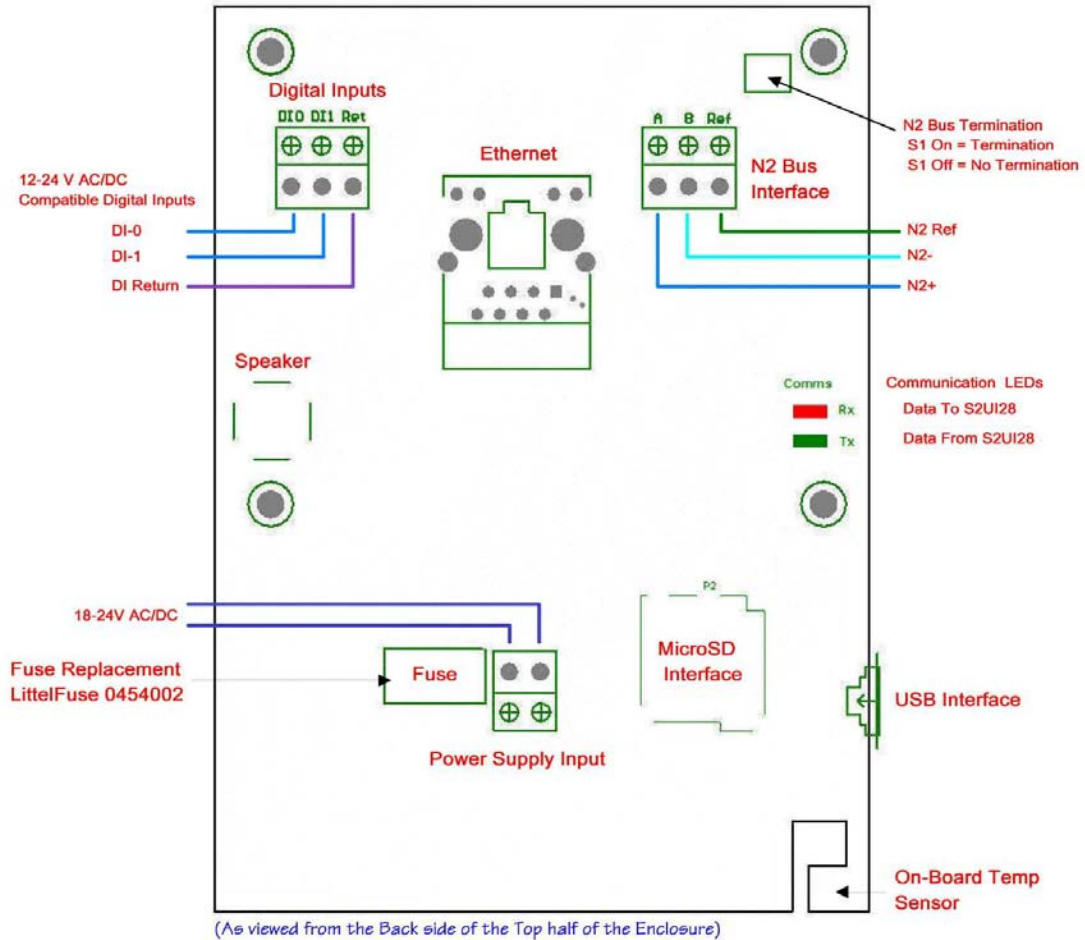 Digital Inputs
DI0 DI1 Ret
12-24 V AC/DC
Compatible Digital Inputs
DI-0
DI-1
DI Return
Ethernet
A B Ref
N2 Bus
Interface
N2 Bus Termination
S1 On = Termination
S1 Off = No Termination
N2 Ref
N2-
N2+
Speaker
Comms
Communication LEDs
Rx
Data To S2UI28
Tx
Data From S2UI28
18-24V AC/DC
Fuse Replacement
LittelFuse 0454002
Fuse
Power Supply Input
P2
MicroSD
Interface
USB Interface
On-Board Temp
Sensor
(As viewed from the Back side of the Top half of the Enclosure)